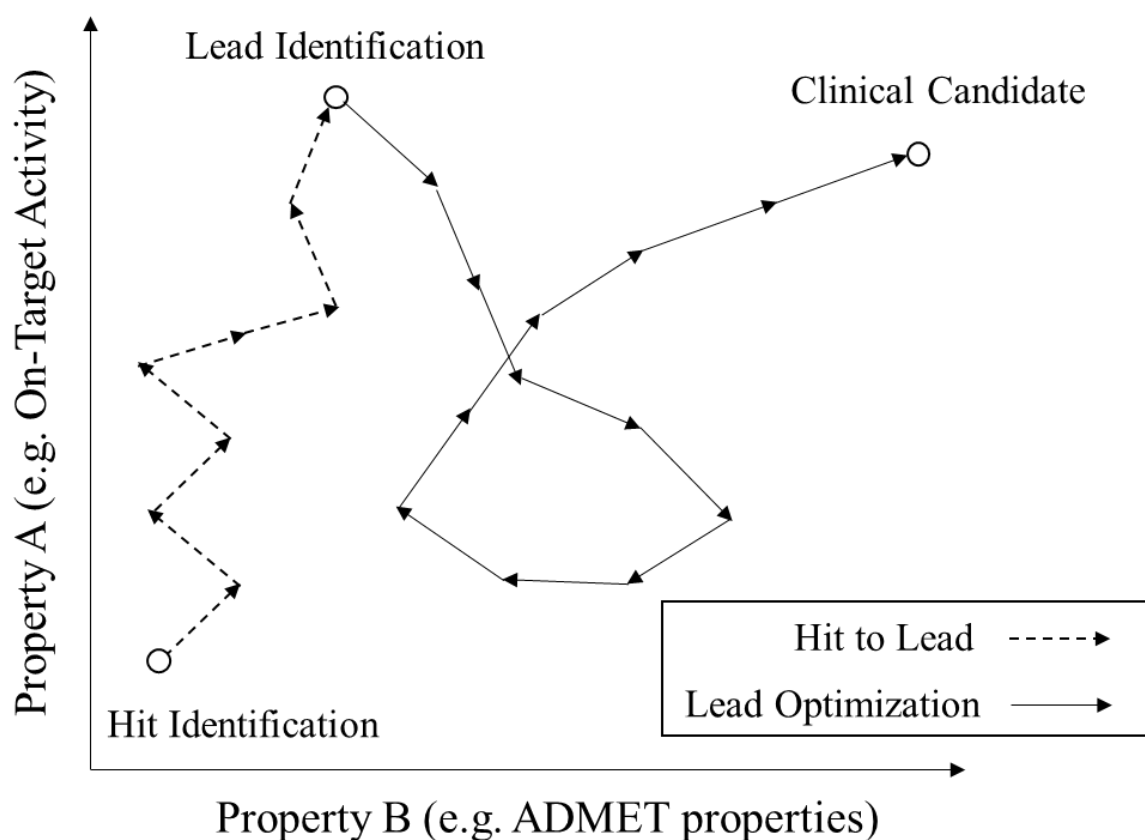 Lead Identification
Clinical Candidate
Property A (e.g. On-Target Activity)
Hit to Lead
Lead Optimization
Hit Identification
Property B (e.g. ADMET properties)